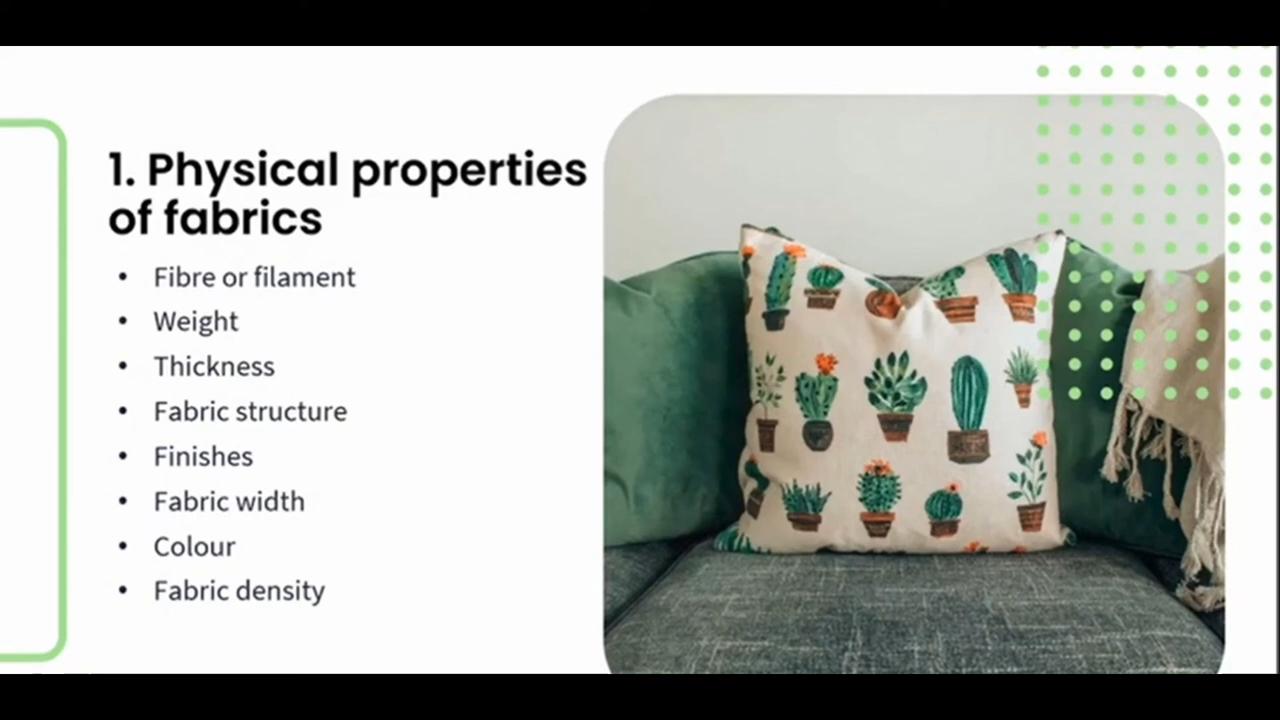 1. Physical properties
of fabrics
• Fibre or filament
• Weight
• Thickness
• Fabric structure
• Finishes
• Fabric width
• Colour
• Fabric density